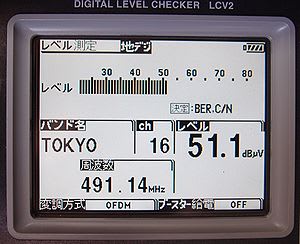 DIGITAL LEVEL CHECKER LCV2
レベル測定 地デジ
30 40 50 60 70 80
レベル
決定:BER.C/N
バンド名 ch レベル
TOKYO 16 51.1 dBμV
周波数
491.14MHz
変調方式 OFDM ブースター給電 OFF